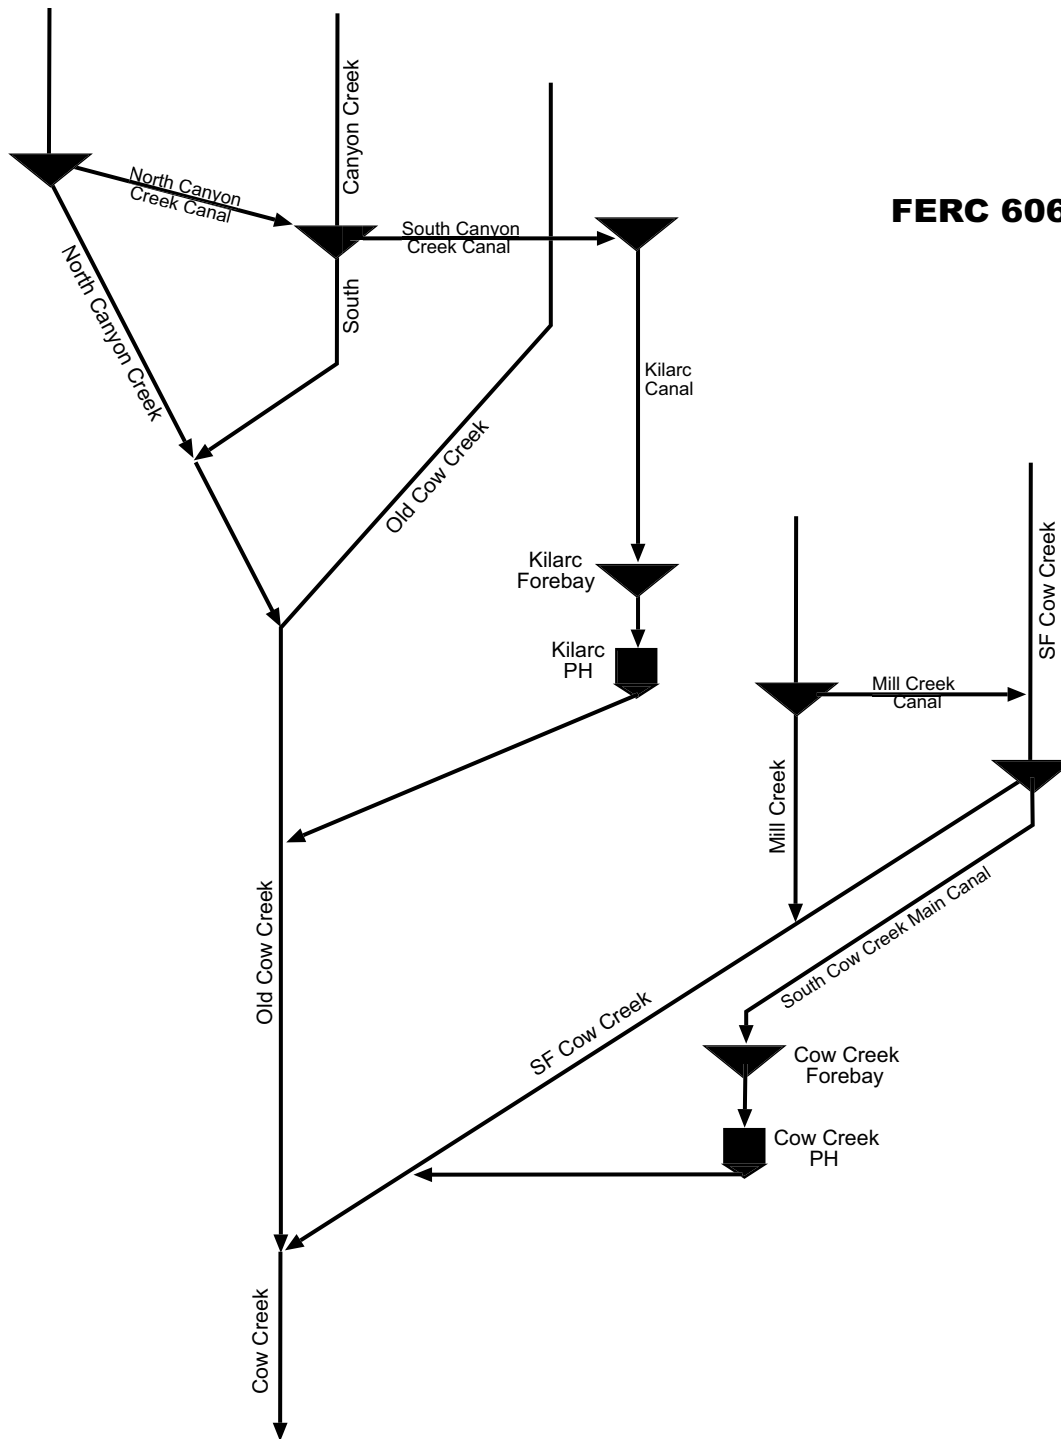 Canyon Creek
North Canyon
Creek Canal
FERC 606
South Canyon
Creek Canal
North Canyon Creek
South
Kilarc
Canal
Old Cow Creek
SF Cow Creek
Kilarc
Forebay
Kilarc
PH
Mill Creek
Canal
Mill Creek
South Cow Creek Main Canal
Old Cow Creek
SF Cow Creek
Cow Creek
Forebay
Cow Creek
PH
Cow Creek